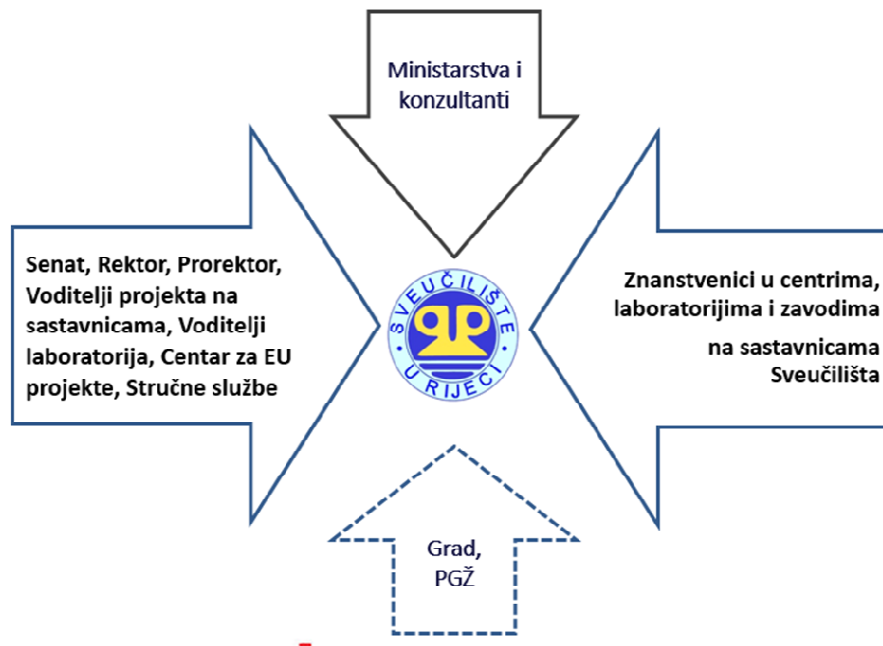 Ministarstva i
konzultanti
Senat, Rektor, Prorektor,
Voditelji projekta na
sastavnicama, Voditelji
laboratorija, Centar za EU
projekte, Stručne službe
SVEUČILIŠTE
U RIJECI
Znanstvenici u centrima,
laboratorijima i zavodima
na sastavnicama
Sveučilišta
Grad,
PGŽ